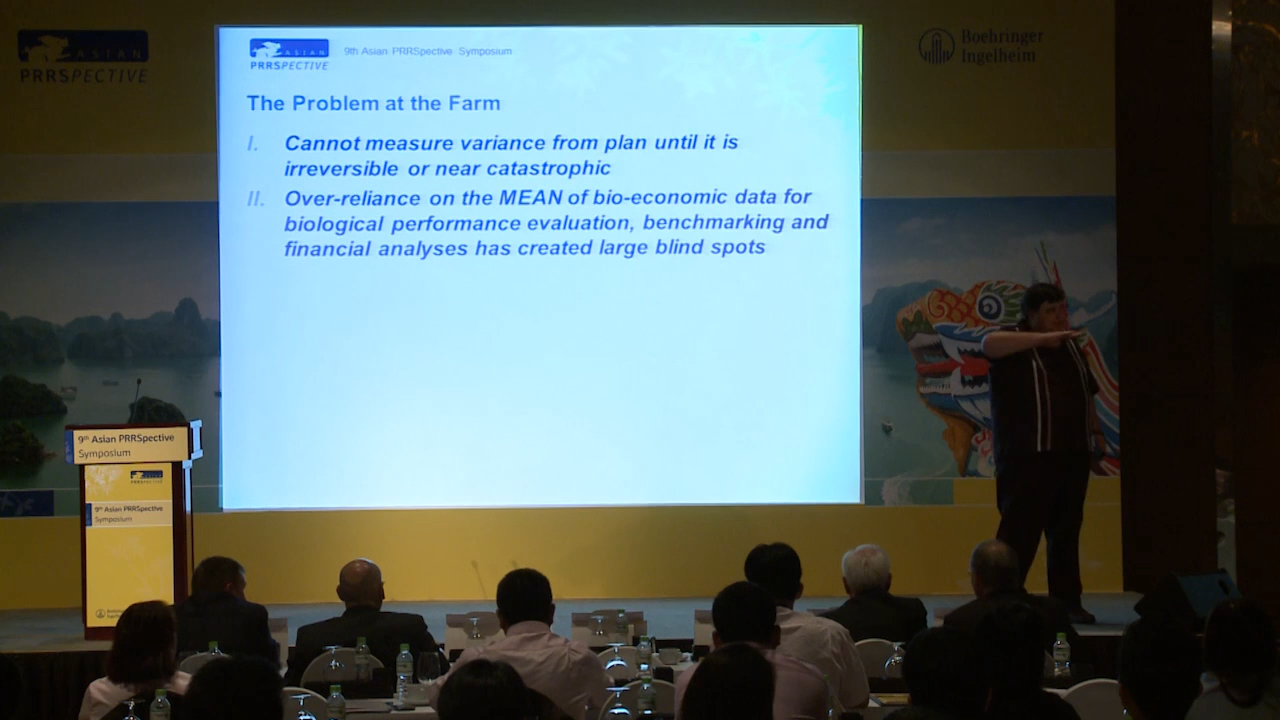 ASIAN
PRRSPECTIVE
Boehringer
Ingelheim
ASIAN
PRRSPECTIVE
9th Asian PRRSpective Symposium
The Problem at the Farm
I. Cannot measure variance from plan until it is
irreversible or near catastrophic
II. Over-reliance on the MEAN of bio-economic data for
biological performance evaluation, benchmarking and
financial analyses has created large blind spots
9th Asian PRRSpective
Symposium
PRRSPECTIVE
9th Asian PRRSpective
Symposium
Boehringer
Ingelheim